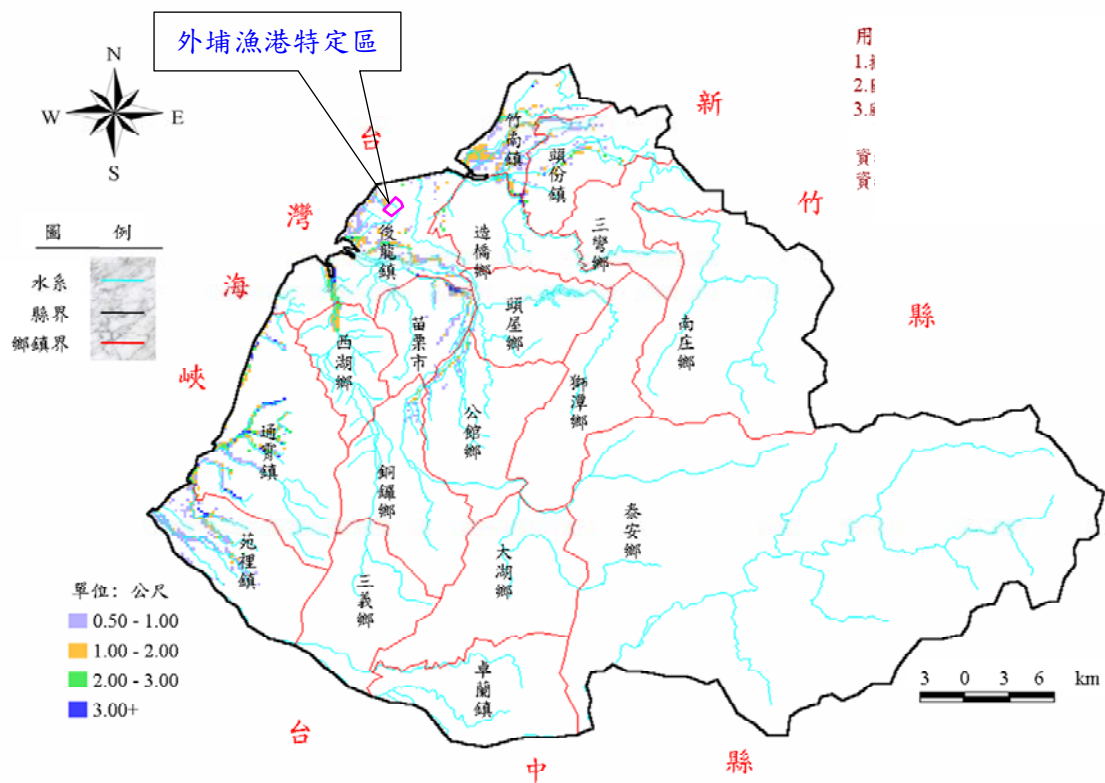 外埔漁港特定區
N
W
E
S
用
1.
2.
3.
資
資
新
竹
縣
台
灣
海
峽
圖 例
水系
縣界
鄉鎮界
竹南鎮
頭份鎮
後龍鎮
造橋鄉
三灣鄉
頭屋鄉
南庄鄉
西湖鄉
苗栗市
獅潭鄉
公館鄉
通霄鎮
銅鑼鄉
泰安鄉
大湖鄉
苑裡鎮
三義鄉
卓蘭鎮
單位：公尺
0.50 - 1.00
1.00 - 2.00
2.00 - 3.00
3.00+
3 0 3 6 km
台
中
縣